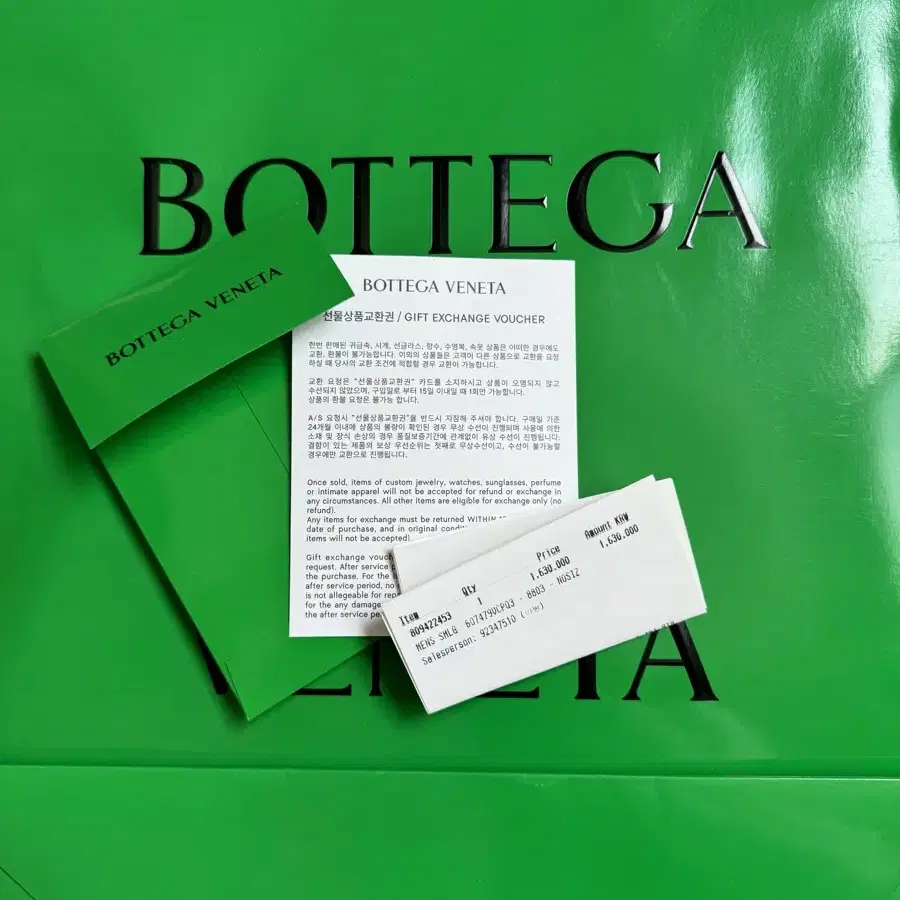 BOTTEGA
BOTTEGA VENETA
BOTTEGA VENETA
선물상품교환권 / GIFT EXCHANGE VOUCHER
한번 판매된 귀금속, 시계, 선글라스, 향수, 수영복, 속옷 상품은 어떠한 경우에도
교환, 환불이 불가능합니다. 이외의 상품들은 고객이 다른 상품으로 교환을 요청
하실 때 당사의 교환 조건에 적합할 경우 교환이 가능합니다.
교환 요청은 "선물상품교환권" 카드를 소지하시고 상품이 오염되지 않고
수선되지 않았으며, 구입일로 부터 15일 이내일 때 1회만 가능합니다.
상품의 환불 요청은 불가능 합니다.
A/S 요청시 "선물상품교환권"을 반드시 지참해 주셔야 합니다. 구매일 기준
24개월 이내에 상품의 불량이 확인된 경우 무상 수선이 진행되며 사용에 의한
소재 및 장식 손상의 경우 품질보증기간에 관계없이 유상 수선이 진행됩니다.
결함이 있는 제품의 보상 우선순위는 첫째로 무상수선이고, 수선이 불가능할
경우에만 교환으로 진행됩니다.
Once sold, items of custom jewelry, watches, sunglasses, perfume
or intimate apparel will not be accepted for refund or exchange in
any circumstances. All other items are eligible for exchange only (no
refund).
Any items for exchange must be returned WITHIN
date of purchase, and in original
items will not be accepted).
Gift exchange
request. After service
the purchase. For the
after service period, no
is not allegeable for
for the any damage
the after service
Item Qty Price Amount KRW
809422453 1 1,630,000 1,630,000
MENS SMLG 607479DCPQ3 - 8803 - NOSIZ
Salesperson: 92347510
VENETA